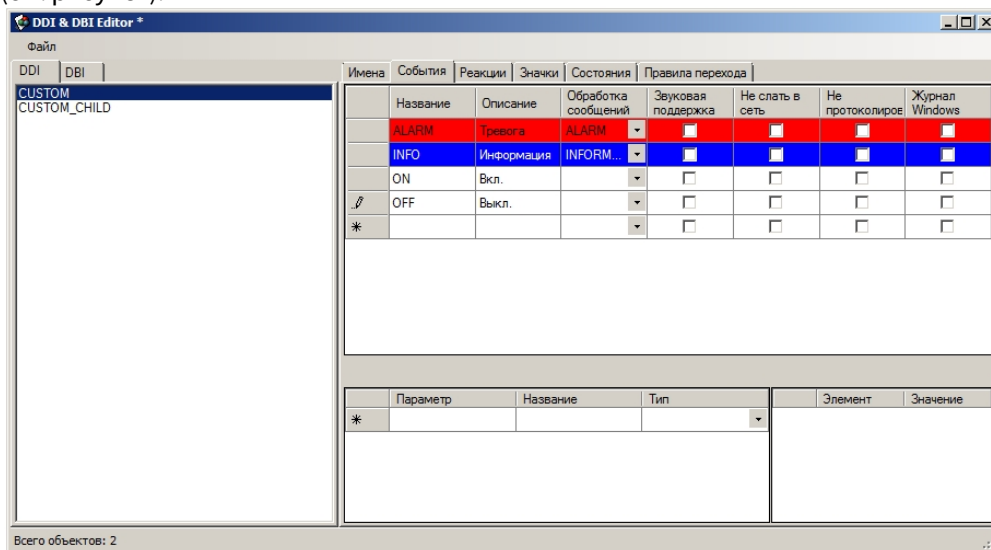 DDI & DBI Editor *
Файл
DDI DBI
CUSTOM
CUSTOM_CHILD
Имена События Реакции Значки Состояния Правила перехода
Название Описание Обработка сообщений Звуковая поддержка Не слать в сеть Не протоколиров Журнал Windows
ALARM Тревога ALARM
INFO Информация INFORM...
ON Вкл.
OFF Выкл.
Параметр Название Тип
Элемент Значение
Всего объектов: 2